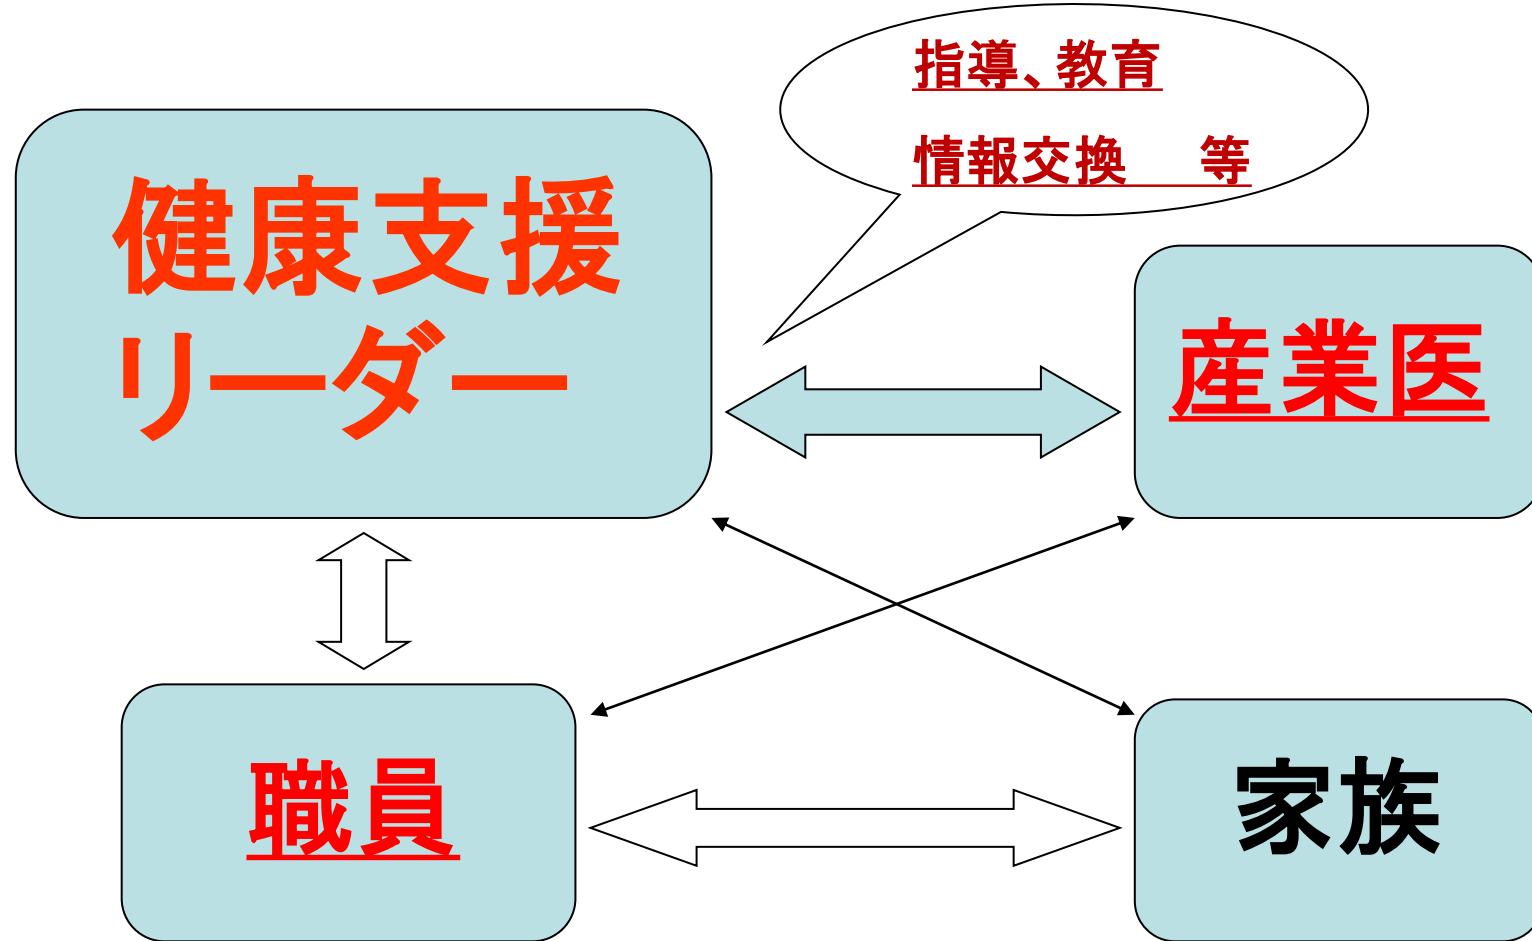 指導、教育
情報交換　等
健康支援
リーダー
産業医
職員
家族